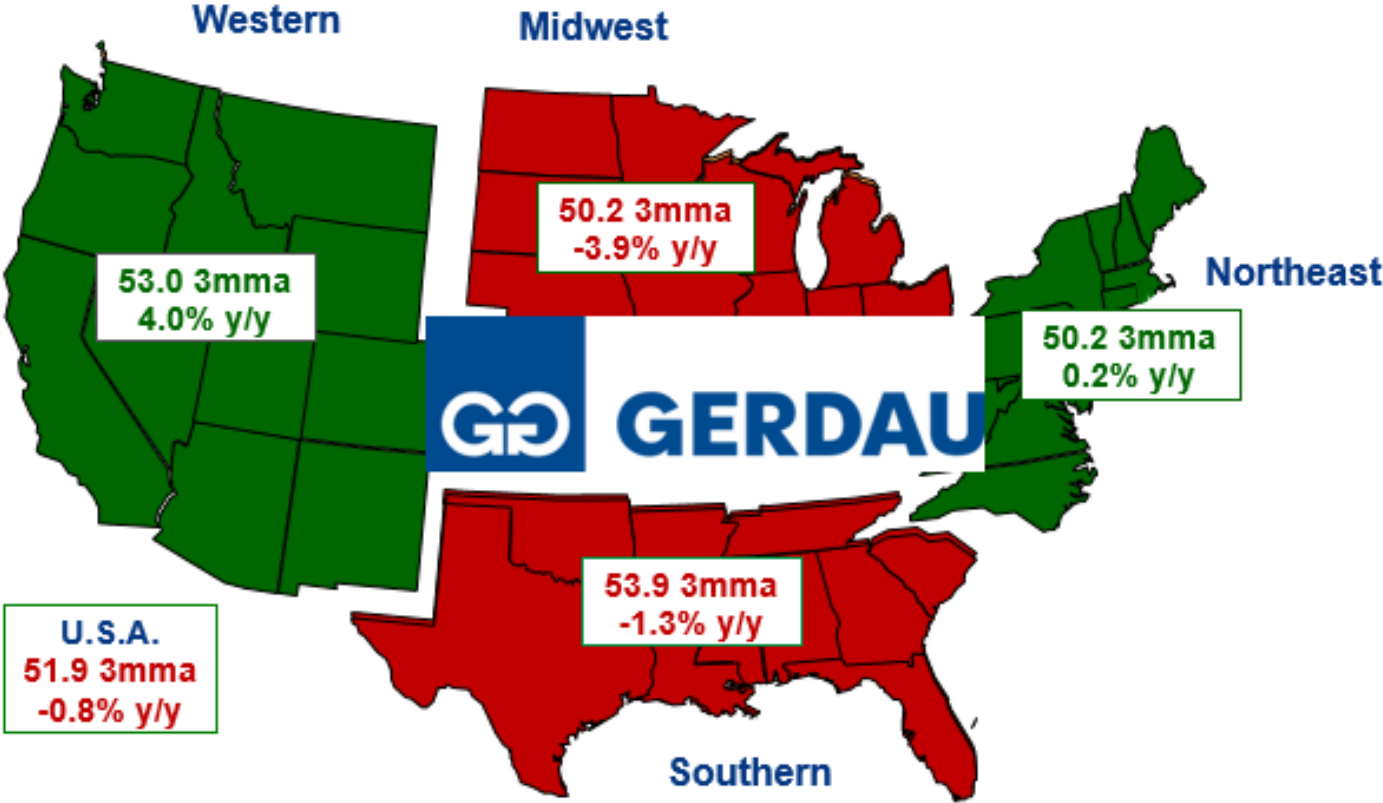 Western
Midwest
50.2 3mma
-3.9% y/y
Northeast
53.0 3mma
4.0% y/y
50.2 3mma
0.2% y/y
GG GERDAU
53.9 3mma
-1.3% y/y
U.S.A.
51.9 3mma
-0.8% y/y
Southern